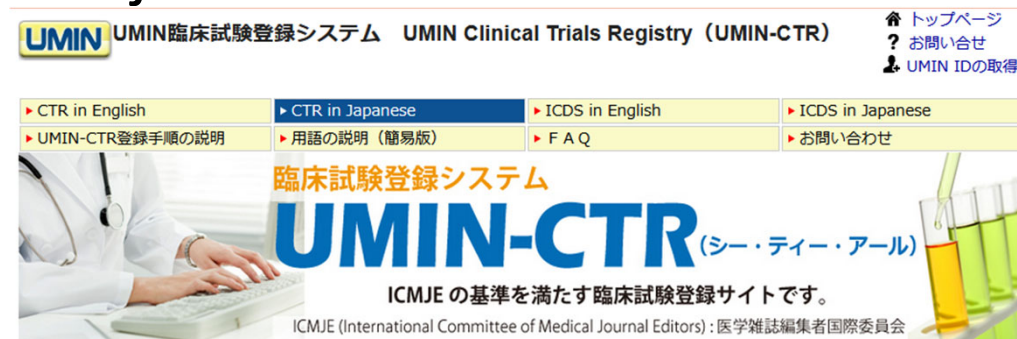 UMIN UMIN臨床試験登録システム UMIN Clinical Trials Registry（UMIN-CTR）
トップページ
? お問い合せ
UMIN IDの取得
CTR in English
CTR in Japanese
ICDS in English
ICDS in Japanese
UMIN-CTR登録手順の説明
用語の説明（簡易版）
F A Q
お問い合わせ
臨床試験登録システム
UMIN-CTR（シー・ティー・アール）
ICMJE の基準を満たす臨床試験登録サイトです。
ICMJE (International Committee of Medical Journal Editors) : 医学雑誌編集者国際委員会